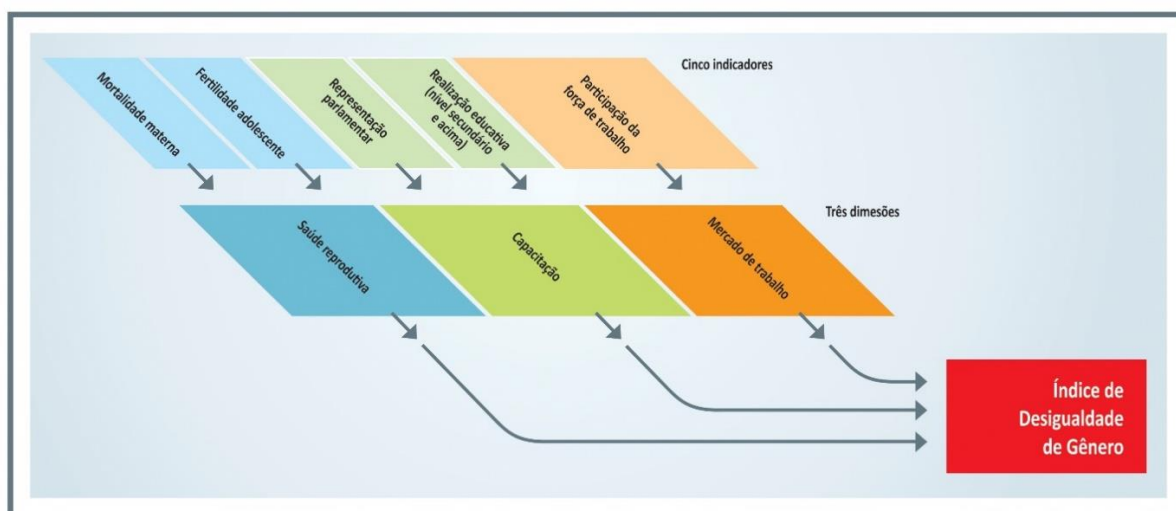 Cinco indicadores
Mortalidade materna
Fertilidade adolescente
Representação
parlamentar
Realização educativa
(nível secundário
e acima)
Participação da
força de trabalho
Três dimesões
Saúde reprodutiva
Capacitação
Mercado de trabalho
Índice de
Desigualdade
de Gênero